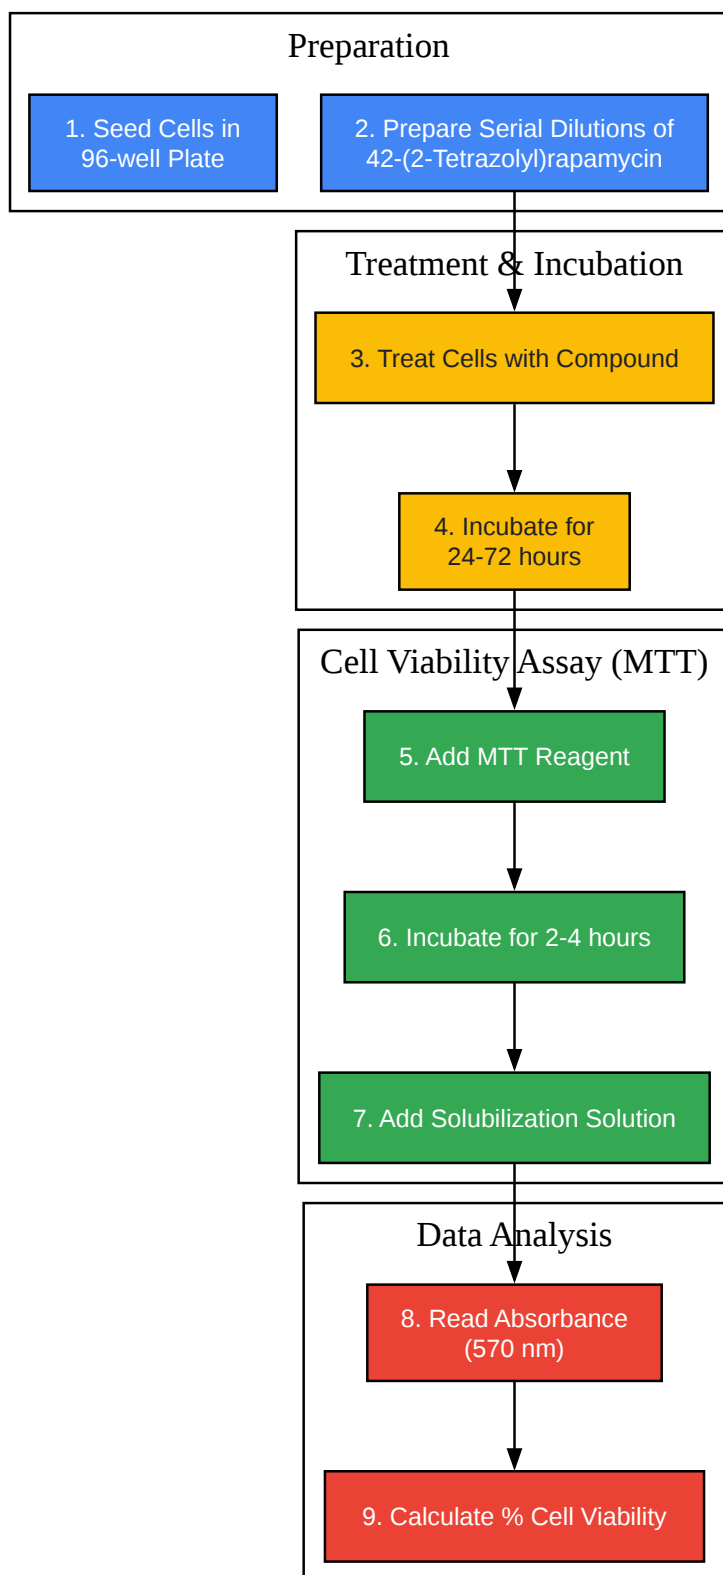 Preparation
1. Seed Cells in
96-well Plate
2. Prepare Serial Dilutions of
42-(2-Tetrazolyl)rapamycin
Treatment & Incubation
3. Treat Cells with Compound
4. Incubate for
24-72 hours
Cell Viability Assay (MTT)
5. Add MTT Reagent
6. Incubate for 2-4 hours
7. Add Solubilization Solution
Data Analysis
8. Read Absorbance
(570 nm)
9. Calculate % Cell Viability